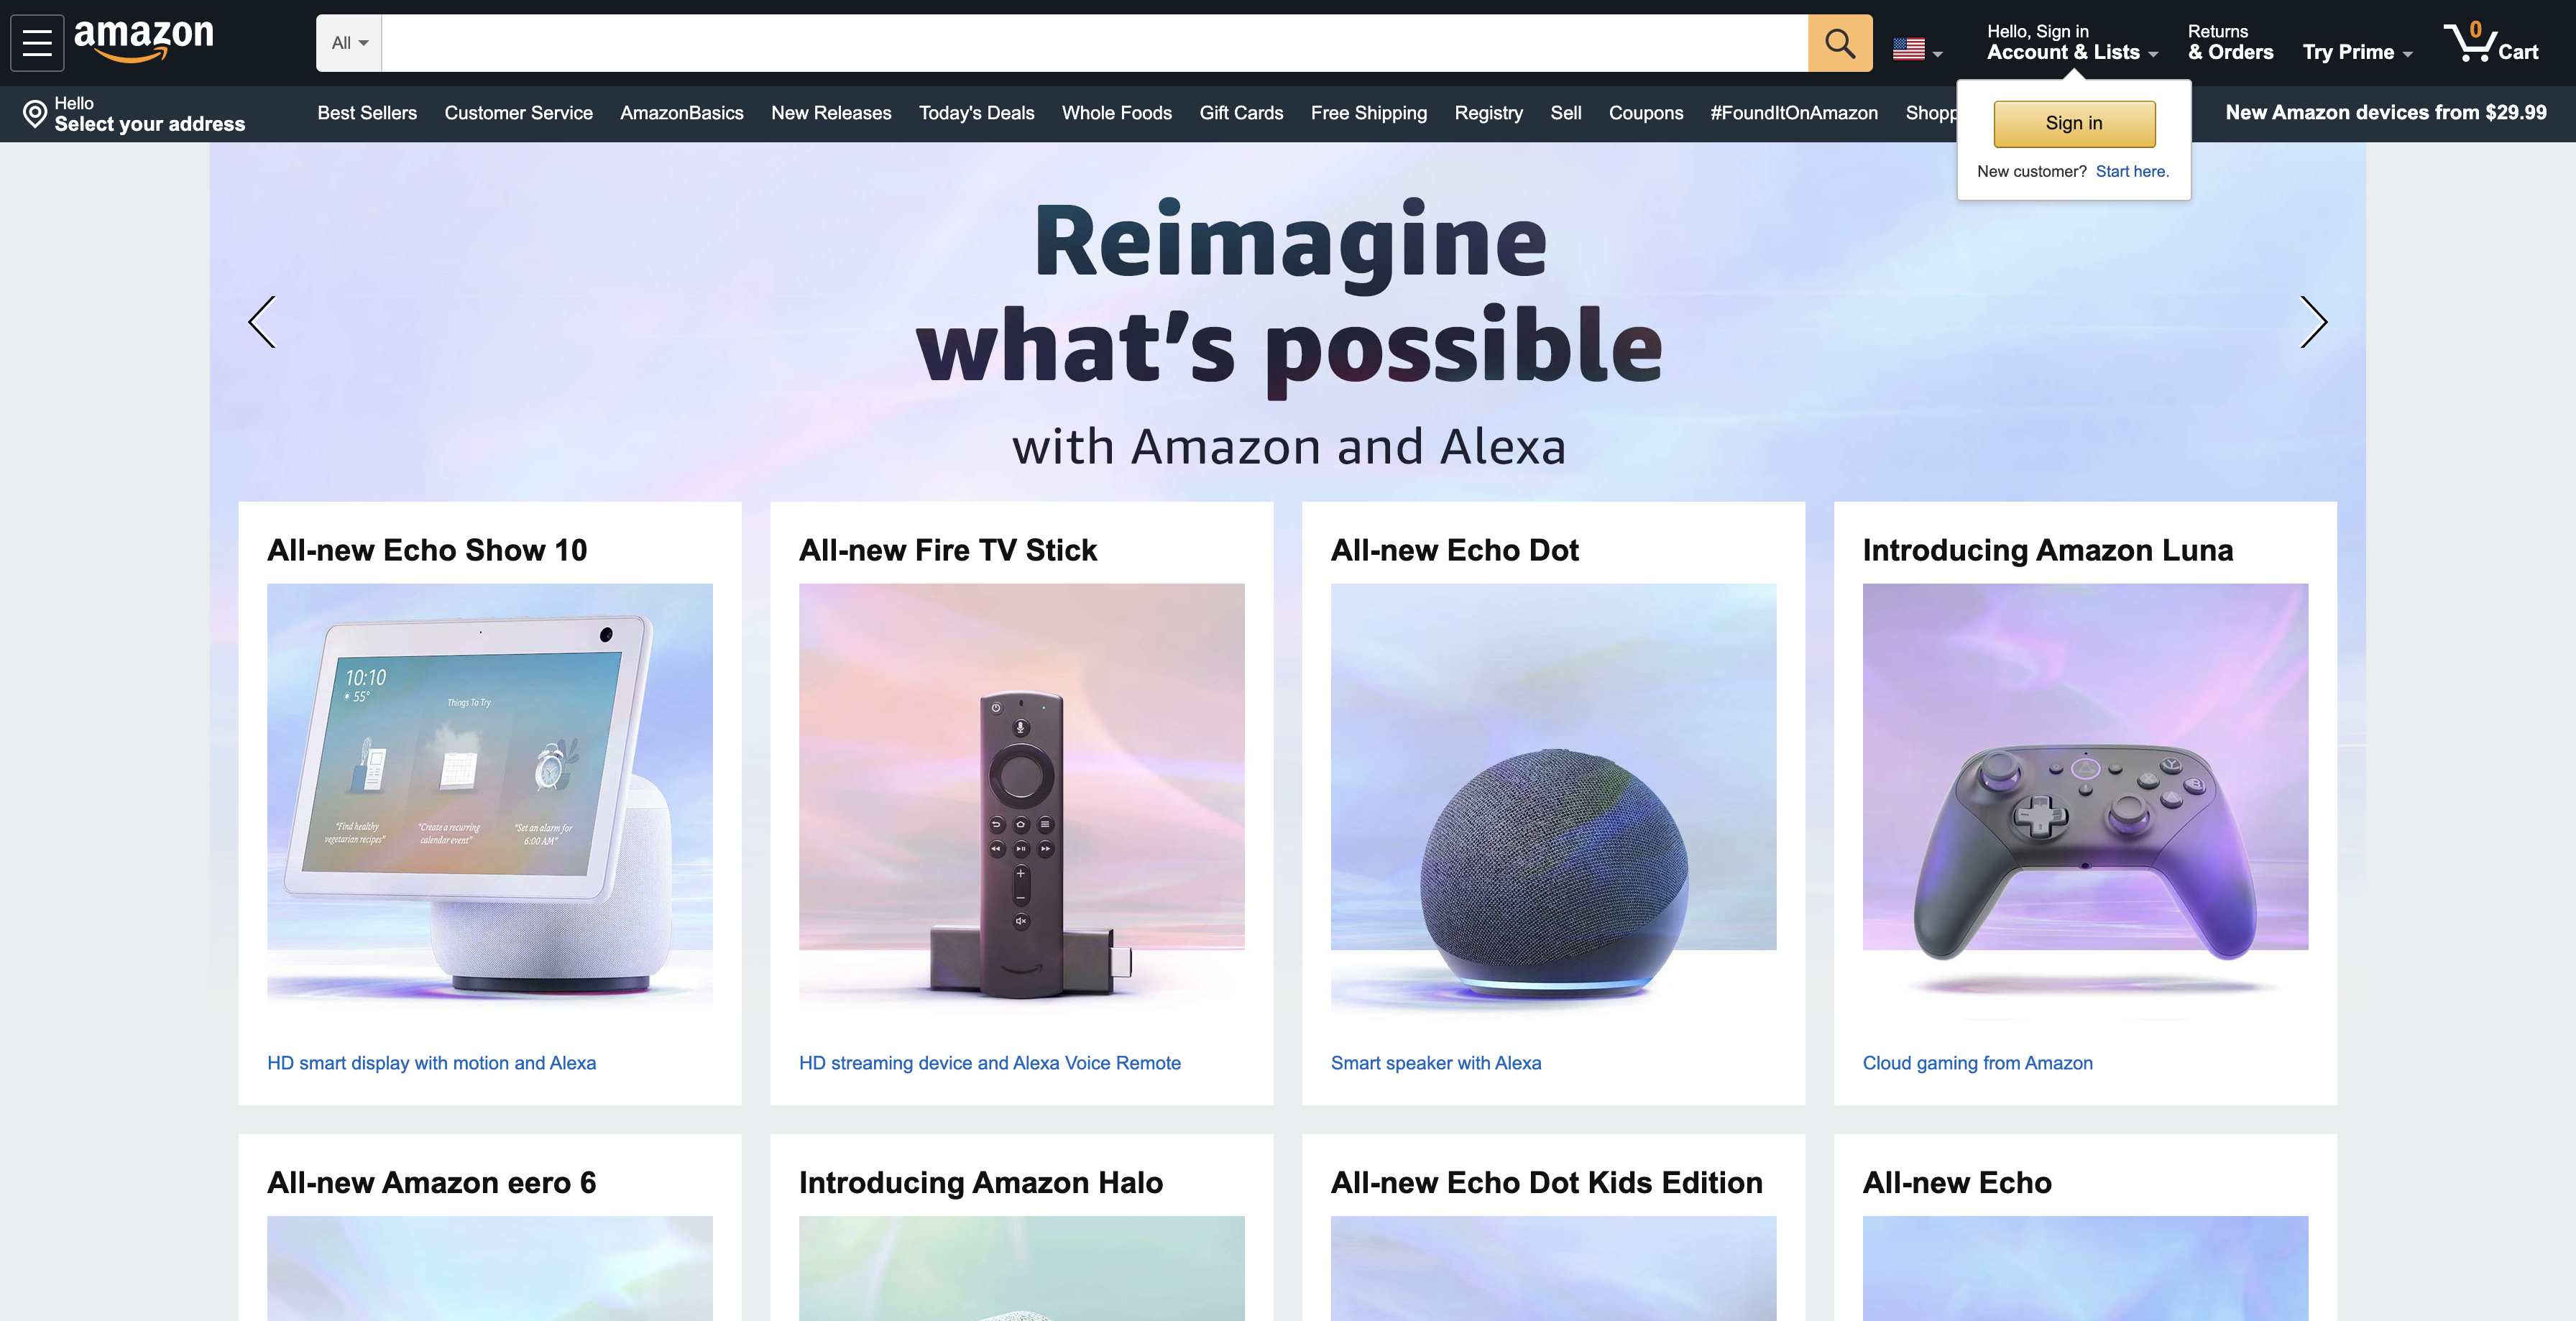 amazon
All
Hello, Sign in
Account & Lists
Returns
& Orders
Try Prime
0
Cart
Hello
Select your address
Best Sellers
Customer Service
AmazonBasics
New Releases
Today's Deals
Whole Foods
Gift Cards
Free Shipping
Registry
Sell
Coupons
#FoundItOnAmazon
Shopp
New Amazon devices from $29.99
Sign in
New customer? Start here.
Reimagine
what's possible
with Amazon and Alexa
All-new Echo Show 10
10:10
55°
Things To Try
"Find healthy
vegetarian recipes"
"Create a recurring
calendar event"
"Set an alarm for
6:00 AM"
HD smart display with motion and Alexa
All-new Fire TV Stick
HD streaming device and Alexa Voice Remote
All-new Echo Dot
Smart speaker with Alexa
Introducing Amazon Luna
Y
X
B
A
Cloud gaming from Amazon
All-new Amazon eero 6
Introducing Amazon Halo
All-new Echo Dot Kids Edition
All-new Echo